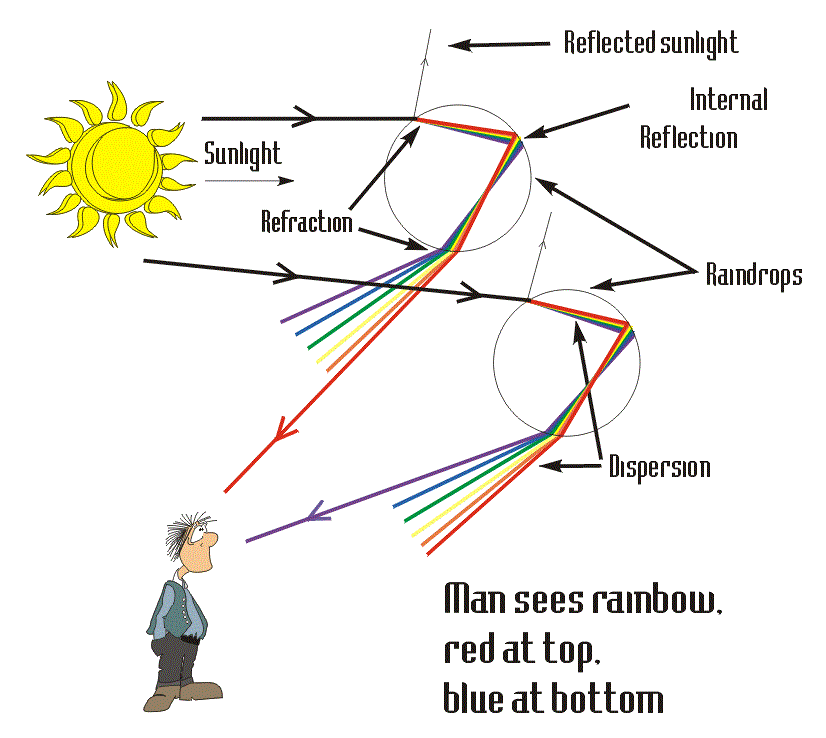 Reflected sunlight
Internal
Reflection
Sunlight
Refraction
Raindrops
Dispersion
Man sees rainbow,
red at top,
blue at bottom